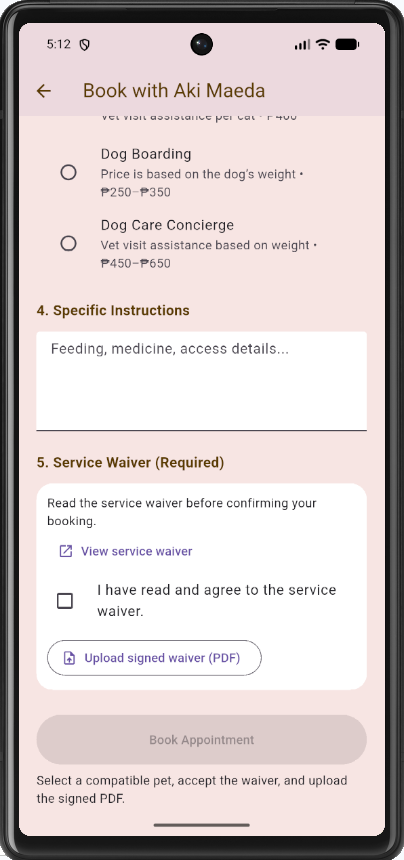 5:12
Book with Aki Maeda
Vet visit assistance per cat • ₱400
Dog Boarding
Price is based on the dog's weight •
₱250–₱350
Dog Care Concierge
Vet visit assistance based on weight •
₱450–₱650
4. Specific Instructions
Feeding, medicine, access details...
5. Service Waiver (Required)
Read the service waiver before confirming your
booking.
View service waiver
I have read and agree to the service
waiver.
Upload signed waiver (PDF)
Book Appointment
Select a compatible pet, accept the waiver, and upload
the signed PDF.